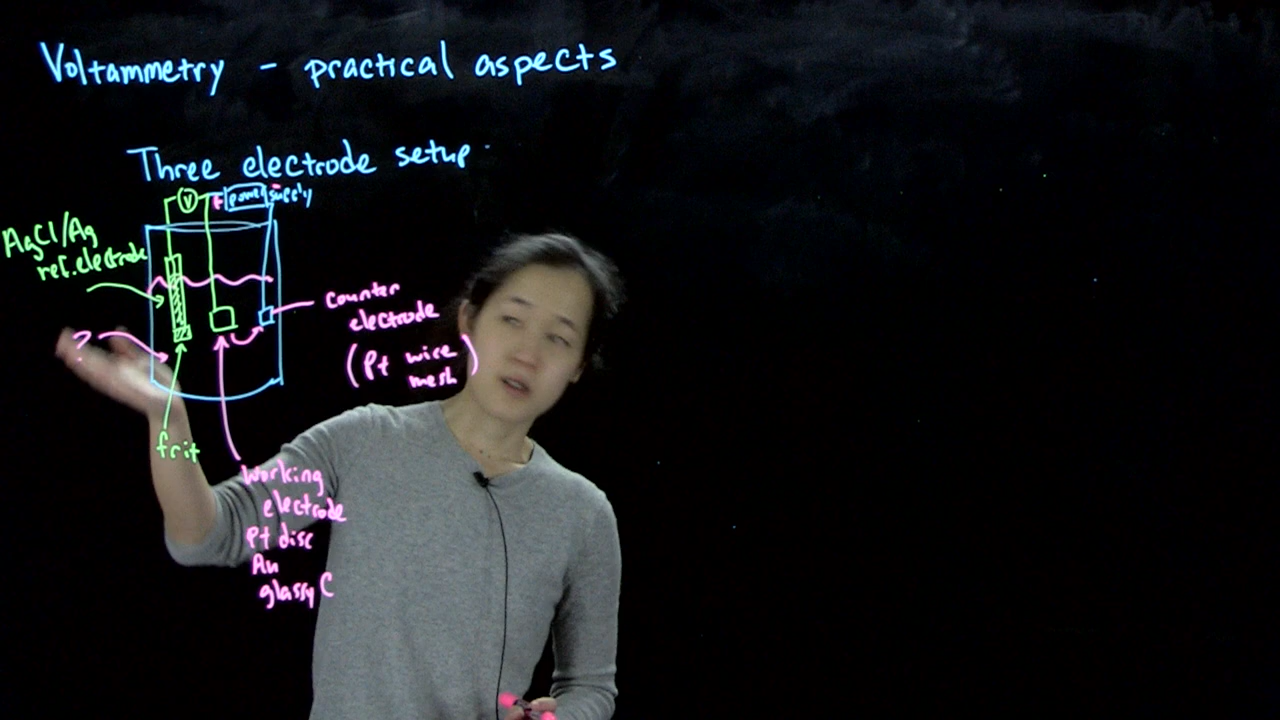 Voltammetry - practical aspects
Three electrode setup
V
+ power supply -
AgCl/Ag
ref. electrode
counter
electrode
(Pt wire
mesh)
?
frit
working
electrode
Pt disc
Au
glassy C